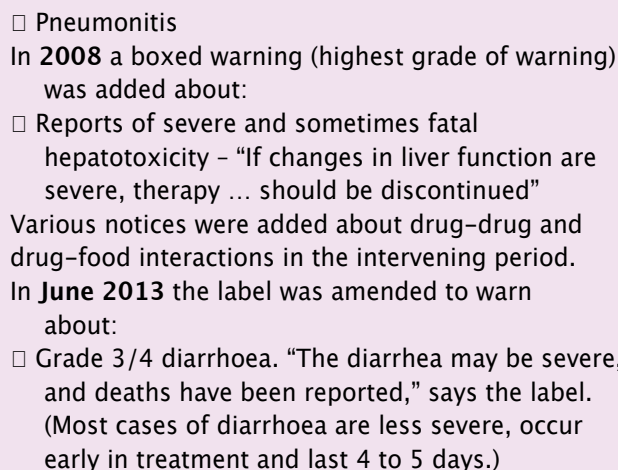 □ Pneumonitis
In 2008 a boxed warning (highest grade of warning)
was added about:
□ Reports of severe and sometimes fatal
hepatotoxicity – “If changes in liver function are
severe, therapy … should be discontinued”
Various notices were added about drug–drug and
drug–food interactions in the intervening period.
In June 2013 the label was amended to warn
about:
□ Grade 3/4 diarrhoea. “The diarrhea may be severe,
and deaths have been reported,” says the label.
(Most cases of diarrhoea are less severe, occur
early in treatment and last 4 to 5 days.)